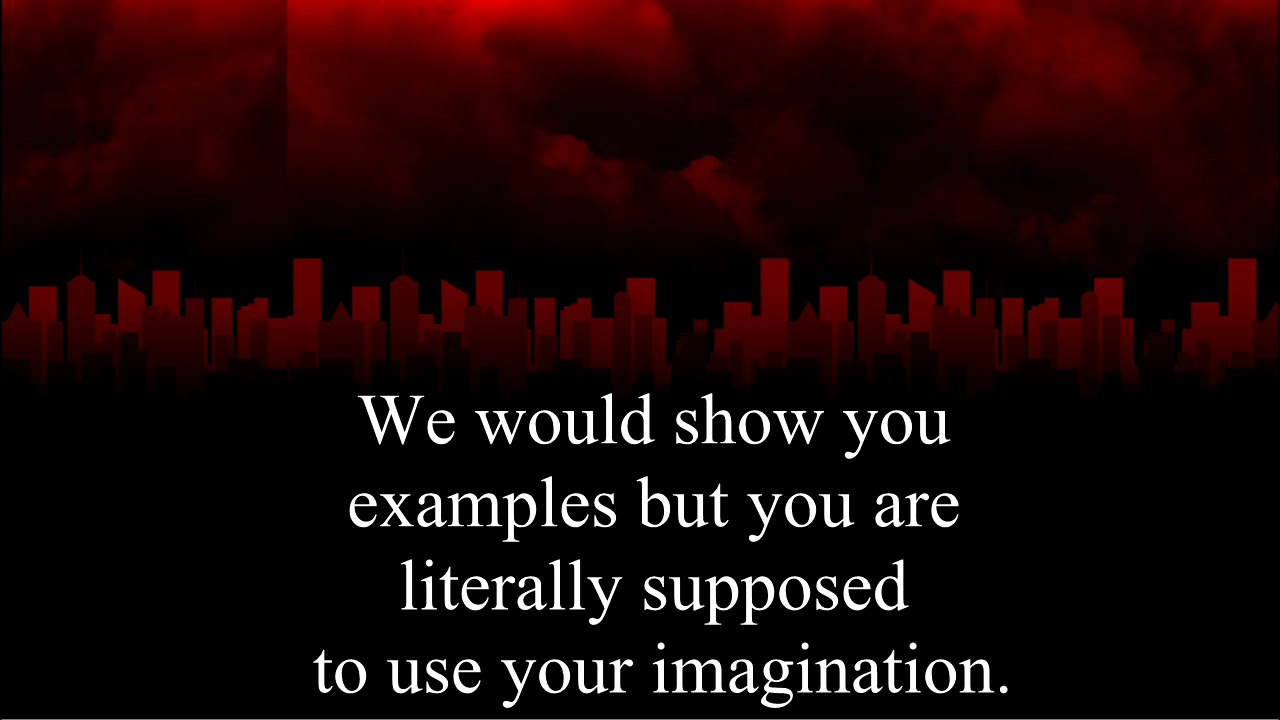 We would show you
examples but you are
literally supposed
to use your imagination.